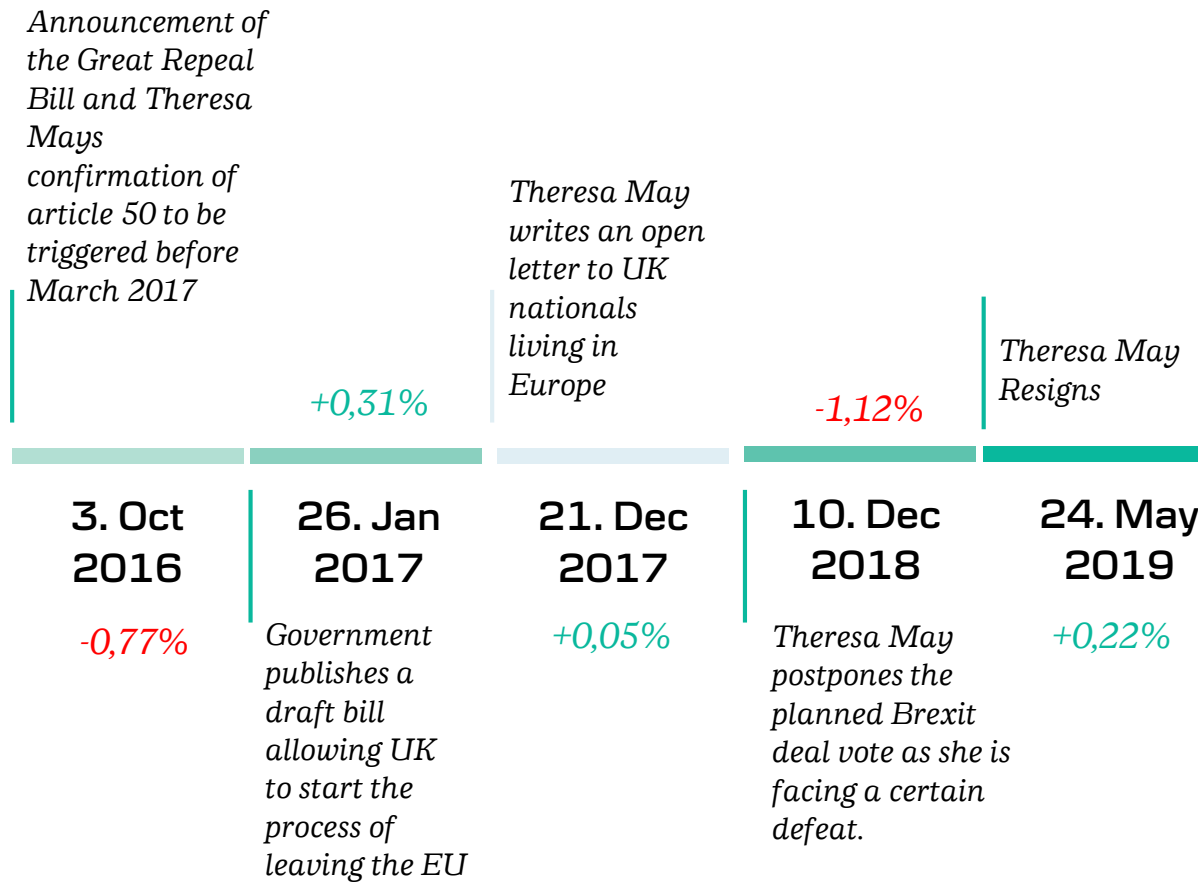 Announcement of
the Great Repeal
Bill and Theresa
Mays
confirmation of
article 50 to be
triggered before
March 2017
3. Oct
2016
-0,77%
+0,31%
26. Jan
2017
Government
publishes a
draft bill
allowing UK
to start the
process of
leaving the EU
Theresa May
writes an open
letter to UK
nationals
living in
Europe
21. Dec
2017
+0,05%
-1,12%
10. Dec
2018
Theresa May
postpones the
planned Brexit
deal vote as she is
facing a certain
defeat.
Theresa May
Resigns
24. May
2019
+0,22%